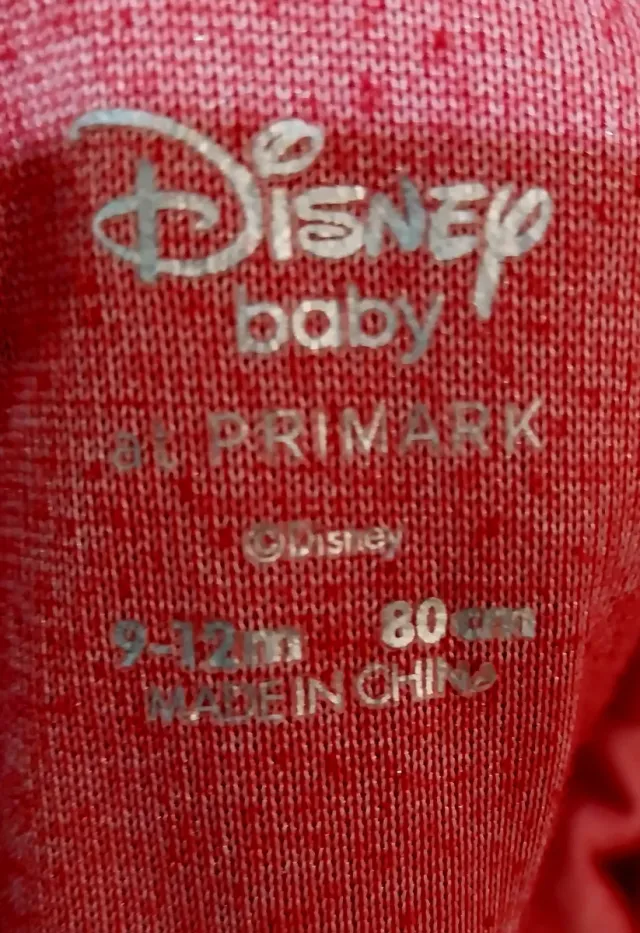 Disney
baby
at PRIMARK
©Disney
9-12m 80cm
MADE IN CHINA